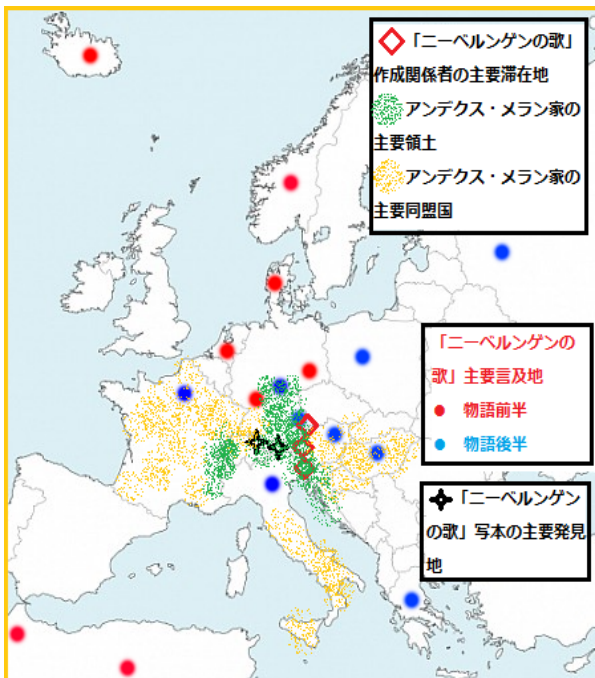 「ニーベルンゲンの歌」
作成関係者の主要滞在地
アンデクス・メラン家の
主要領土
アンデクス・メラン家の
主要同盟国
「ニーベルンゲンの
歌」主要言及地
物語前半
物語後半
「ニーベルンゲン
の歌」写本の主要発見
地